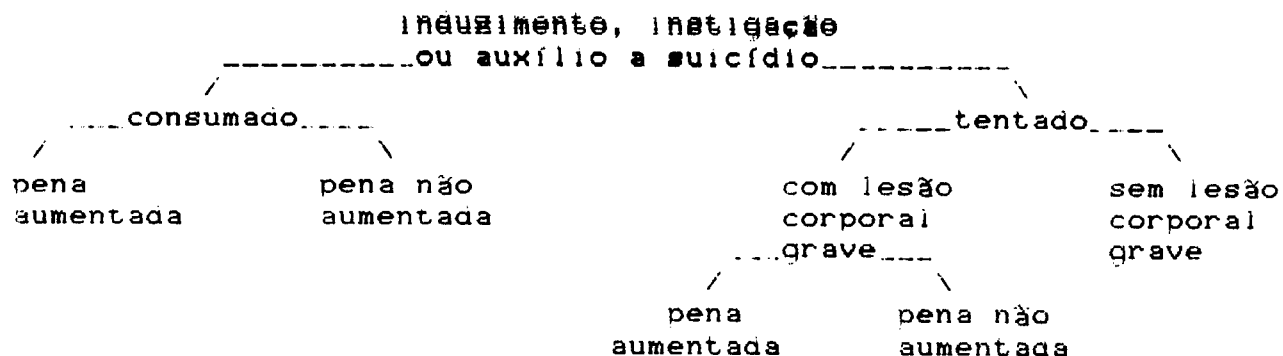 induzimento, instigação
ou auxílio a suicídio
consumado tentado
pena pena não com lesão sem lesão
aumentada aumentada corporal corporal
grave grave
pena pena não
aumentada aumentada